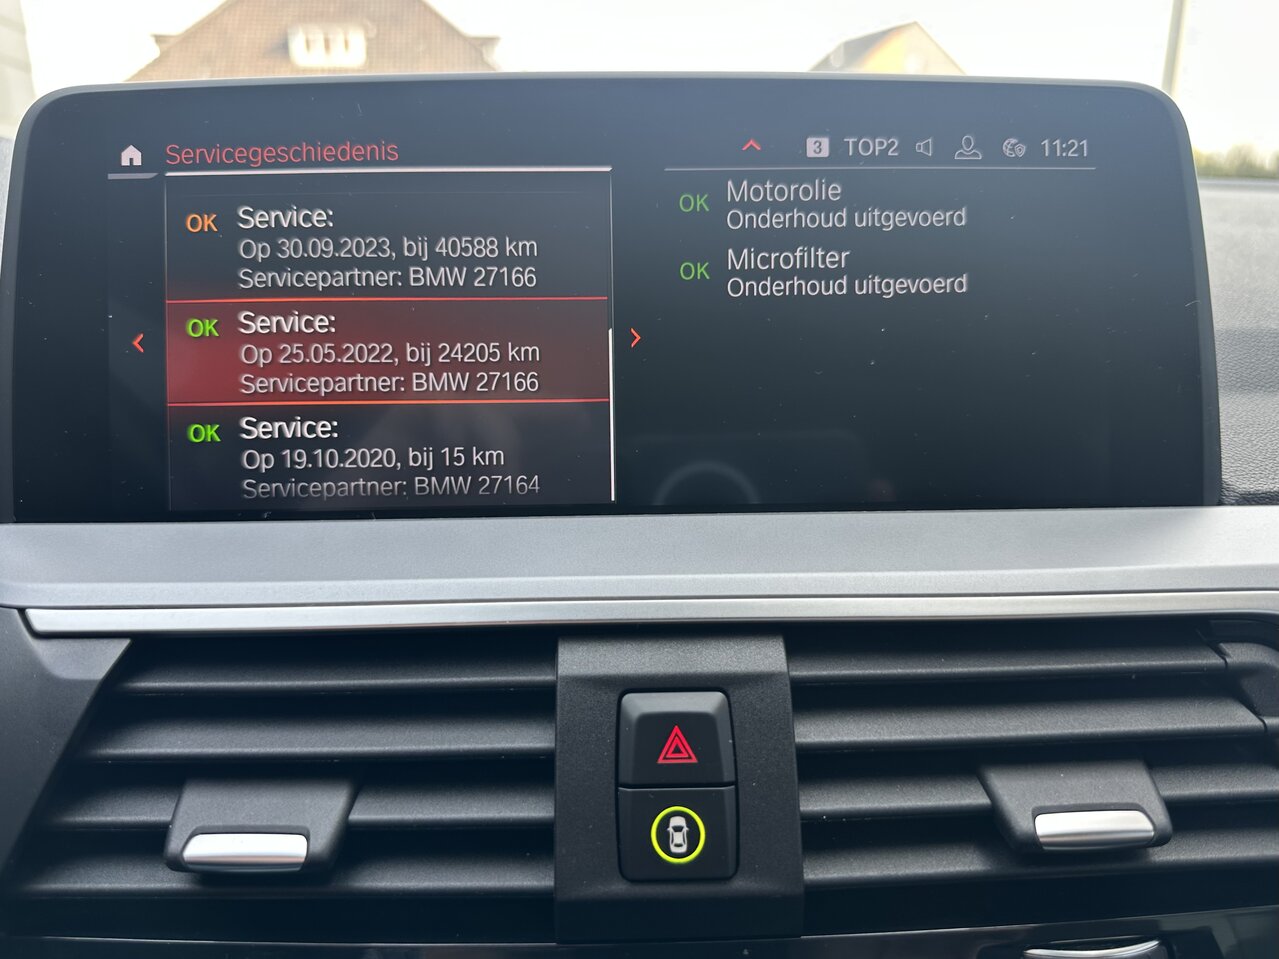 Servicegeschiedenis
3 TOP2 11:21
OK Service:
Op 30.09.2023, bij 40588 km
Servicepartner: BMW 27166
OK Service:
Op 25.05.2022, bij 24205 km
Servicepartner: BMW 27166
OK Service:
Op 19.10.2020, bij 15 km
Servicepartner: BMW 27164
OK Motorolie
Onderhoud uitgevoerd
OK Microfilter
Onderhoud uitgevoerd